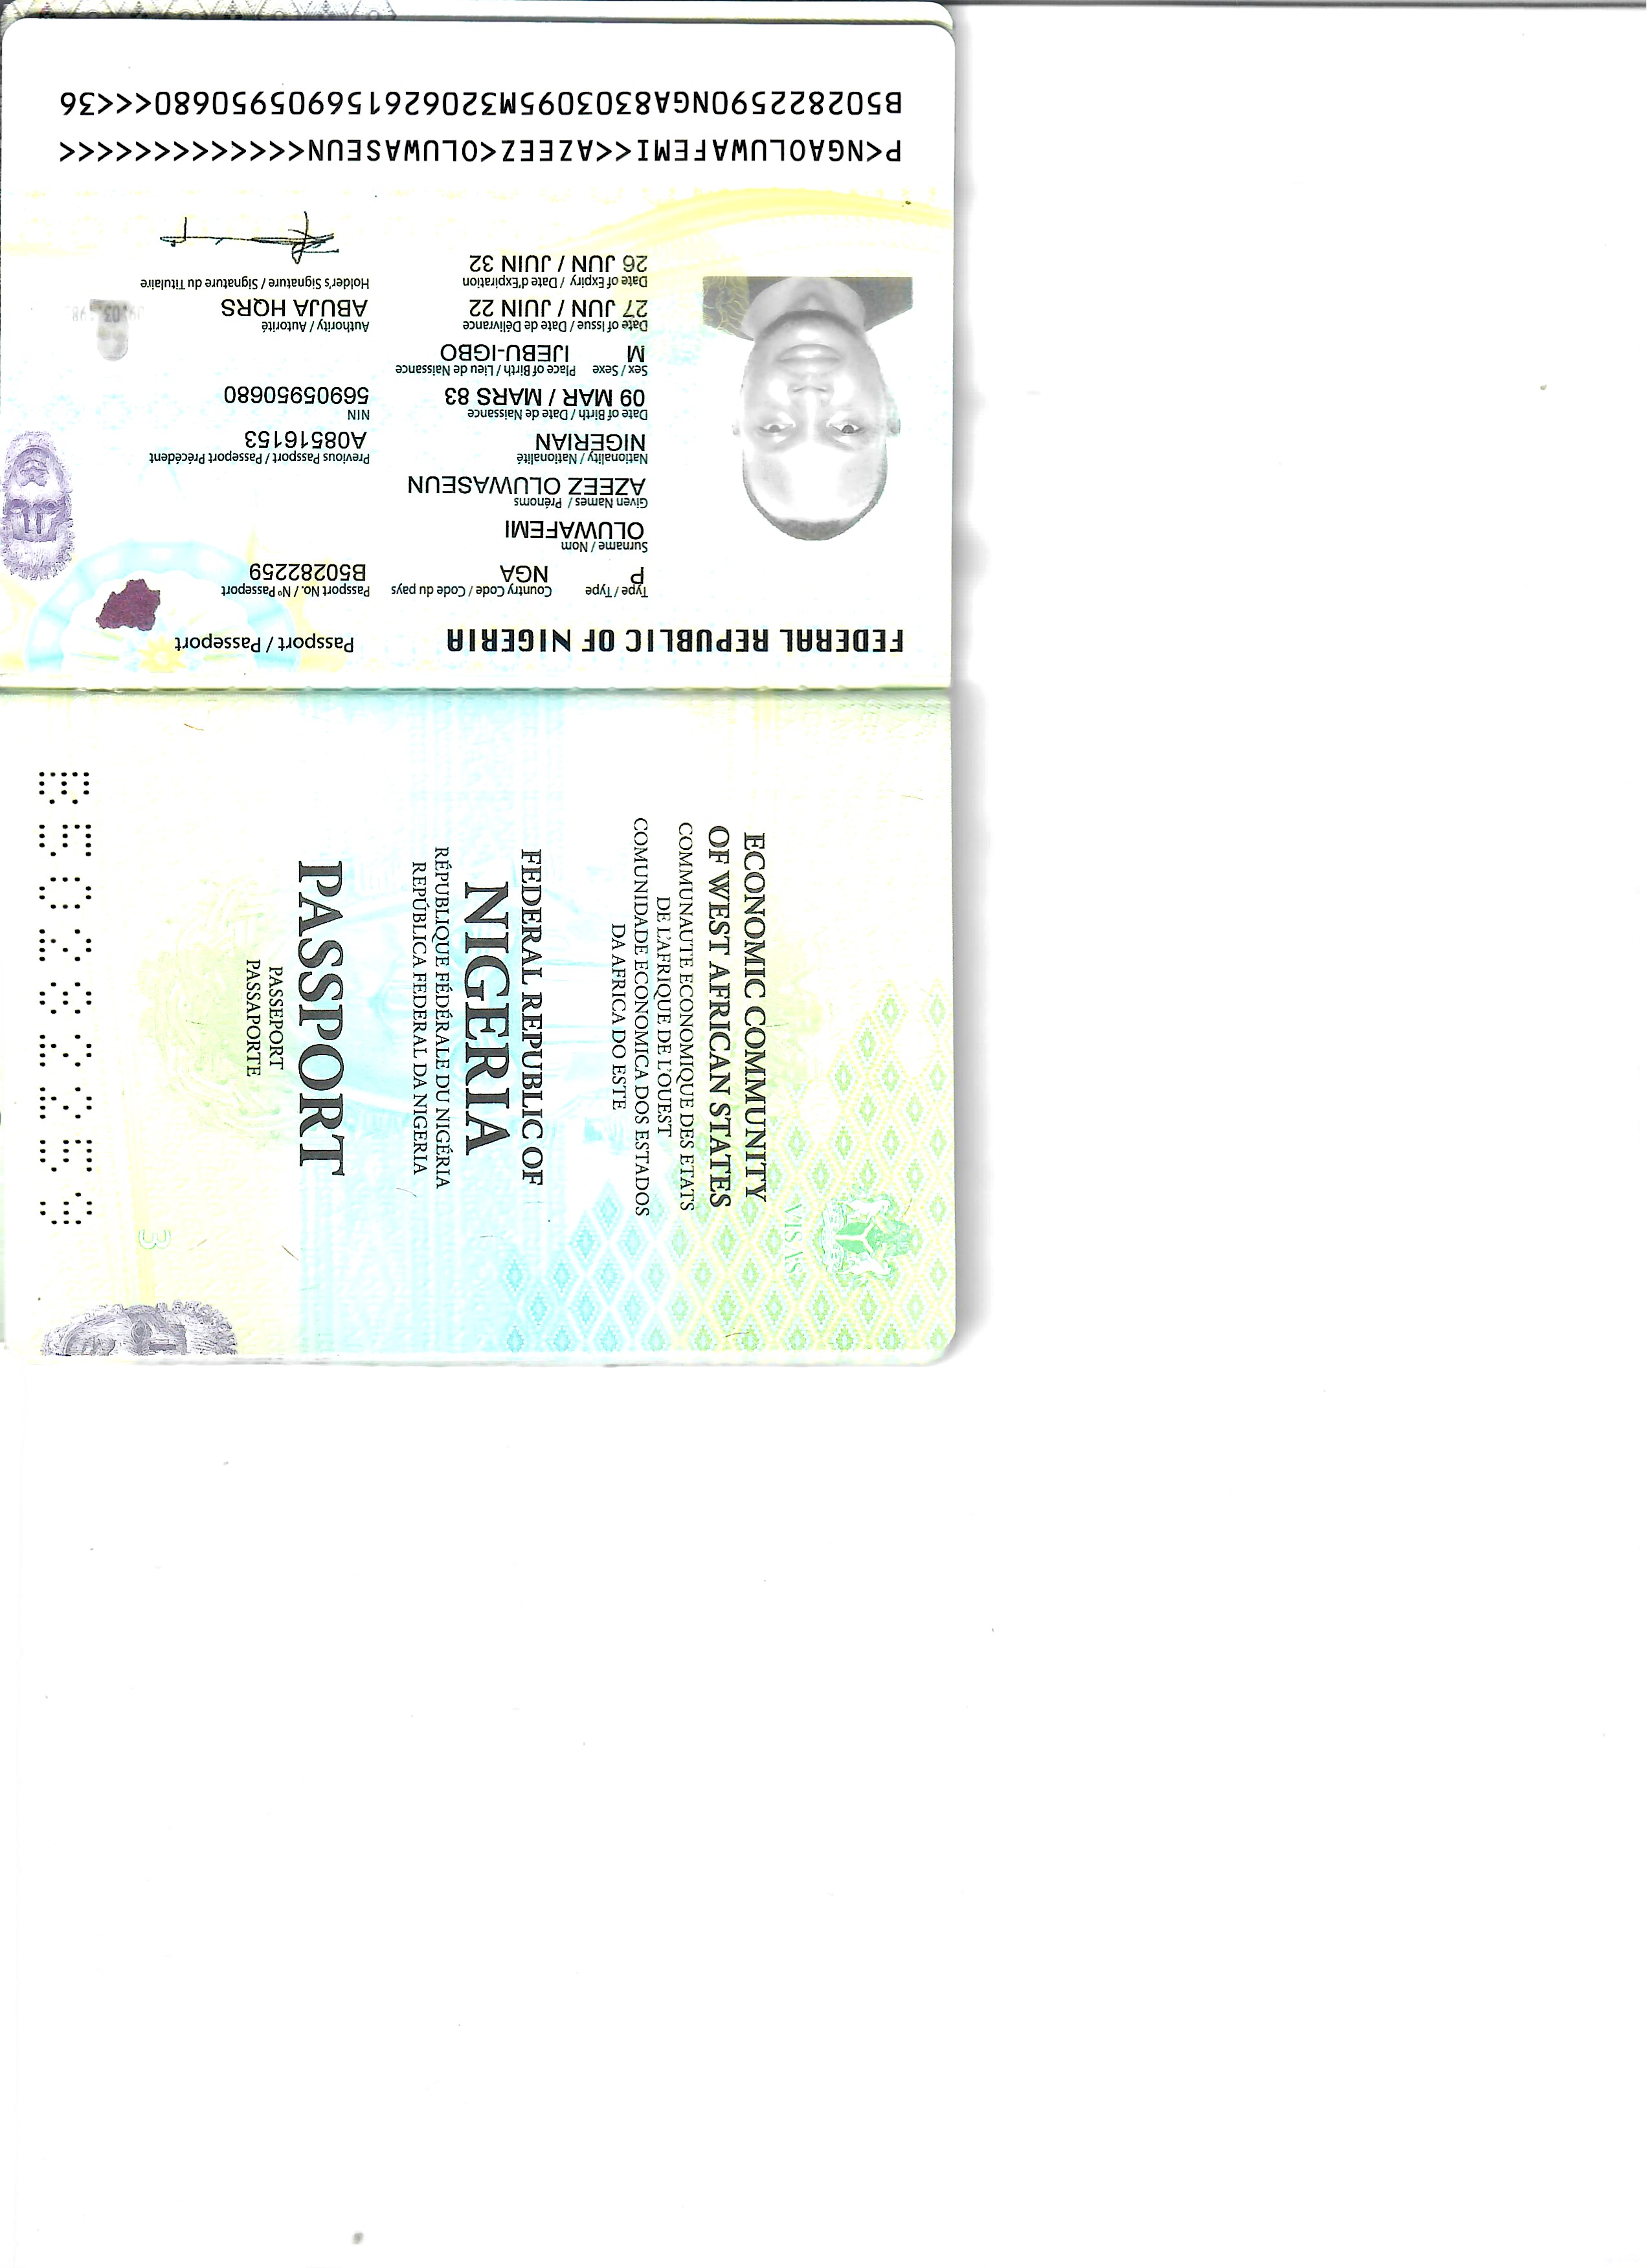 FEDERAL REPUBLIC OF NIGERIA
Passport / Passeport
Type / Type
Country Code / Code du pays
Passport No. / Nº Passeport
P
NGA
B50282259
Surname / Nom
OLUWAFEMI
Given Names / Prénoms
AZEEZ OLUWASEUN
Nationality / Nationalité
NIGERIAN
Previous Passport / Passeport Précédent
A08516153
Date of Birth / Date de Naissance
09 MAR / MARS 83
NIN
56905950680
Sex / Sexe
Place of Birth / Lieu de Naissance
M
IJEBU-IGBO
Date of Issue / Date de Délivrance
27 JUN / JUIN 22
Authority / Autorité
ABUJA HQRS
Date of Expiry / Date d'Expiration
26 JUN / JUIN 32
Holder's Signature / Signature du Titulaire
P<NGAOLUWAFEMI<<AZEEZ<OLUWASEUN<<<<<<<<<<<<<
B502822590NGA8303095M320626156905950680<<<36
ECONOMIC COMMUNITY
OF WEST AFRICAN STATES
COMMUNAUTE ECONOMIQUE DES ETATS
DE L'AFRIQUE DE L'OUEST
COMUNIDADE ECONOMICA DOS ESTADOS
DA AFRICA DO ESTE
FEDERAL REPUBLIC OF
NIGERIA
RÉPUBLIQUE FÉDÉRALE DU NIGÉRIA
REPÚBLICA FEDERAL DA NIGERIA
PASSPORT
PASSEPORT
PASSAPORTE
B50282259
VISAS
3